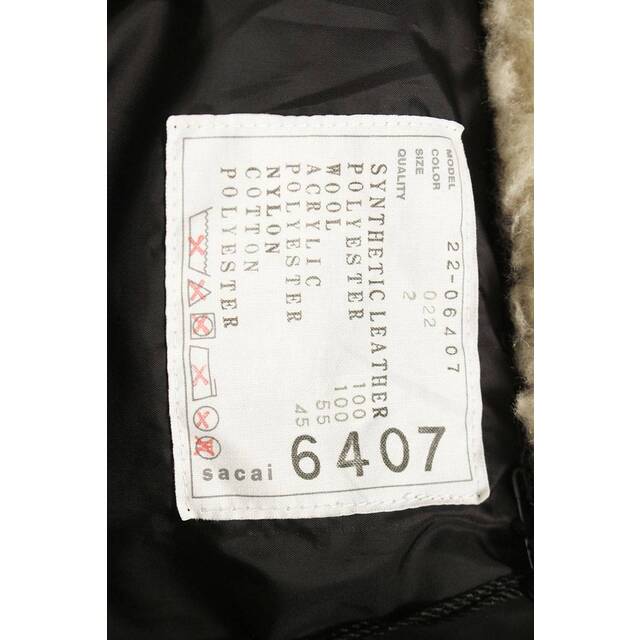 MODEL 22-06407
COLOR 022
SIZE 2
QUALITY
SYNTHETIC LEATHER
POLYESTER 100
WOOL 100
ACRYLIC 55
POLYESTER 45
NYLON
COTTON
POLYESTER
sacai 6407